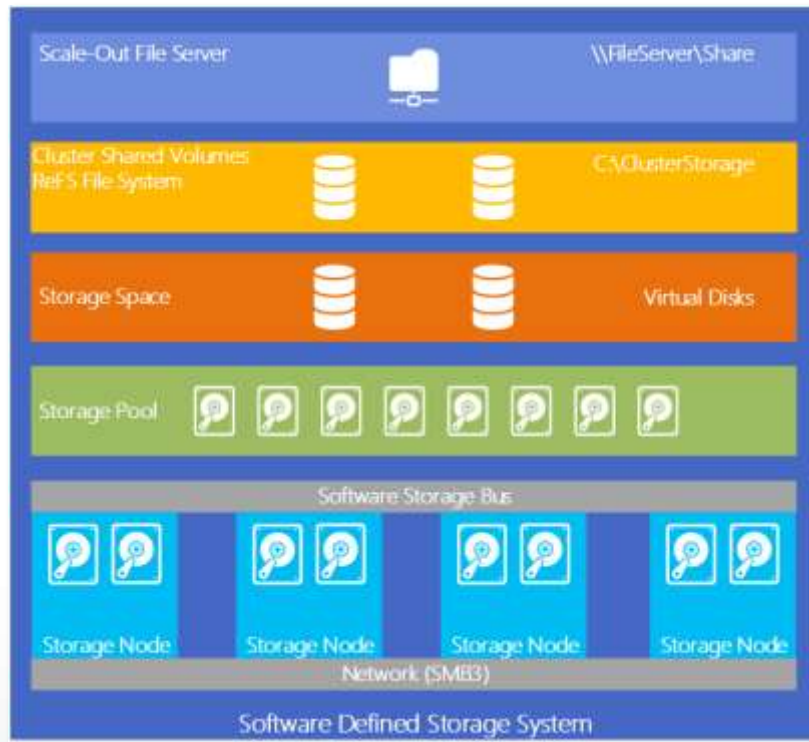 Scale-Out File Server
\\FileServer\Share
Cluster Shared Volumes
ReFS File System
C:\ClusterStorage
Storage Space
Virtual Disks
Storage Pool
Software Storage Bus
Storage Node
Storage Node
Storage Node
Storage Node
Network (SMB3)
Software Defined Storage System